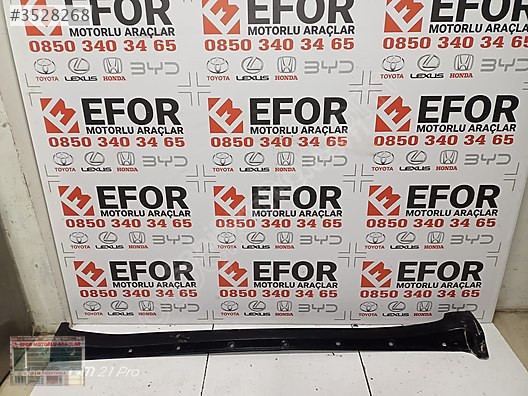 #3528268
EFOR EFOR EFOR
MOTORLU ARAÇLAR MOTORLU ARAÇLAR MOTORLU ARAÇLAR
0850 340 34 65 0850 340 34 65 0850 340 34 65
TOYOTA LEXUS HONDA BYD TOYOTA LEXUS HONDA BYD TOYOTA LEXUS HONDA BYD
EFOR EFOR EFOR
MOTORLU ARAÇLAR MOTORLU ARAÇLAR MOTORLU ARAÇLAR
0850 340 34 65 0850 340 34 65 0850 340 34 65
TOYOTA LEXUS HONDA BYD TOYOTA LEXUS HONDA BYD TOYOTA LEXUS HONDA BYD
EFOR EFOR EFOR
MOTORLU ARAÇLAR MOTORLU ARAÇLAR MOTORLU ARAÇLAR
0850 340 34 65 0850 340 34 65 0850 340 34 65
TOYOTA LEXUS HONDA BYD TOYOTA LEXUS HONDA BYD TOYOTA LEXUS HONDA BYD
EFOR EFOR EFOR
MOTORLU ARAÇLAR MOTORLU ARAÇLAR MOTORLU ARAÇLAR
0850 340 34 65 0850 340 34 65 0850 340 34 65
TOYOTA LEXUS HONDA BYD TOYOTA LEXUS HONDA BYD TOYOTA LEXUS HONDA BYD
EFOR MOTORLU ARAÇLAR
21 Pro